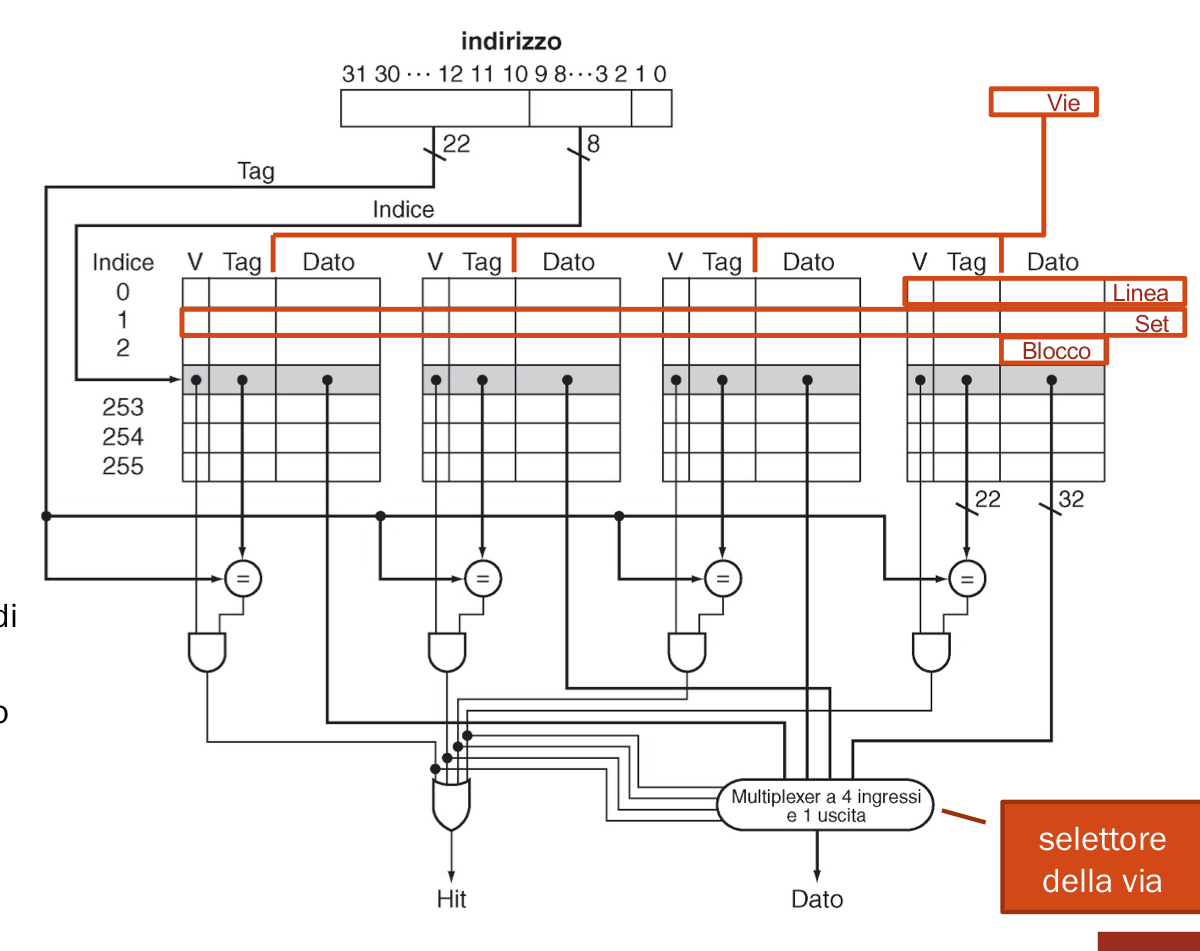 indirizzo
31 30 ··· 12 11 10 9 8···3 2 1 0
Vie
22
8
Tag
Indice
Indice V Tag Dato V Tag Dato V Tag Dato V Tag Dato
0
Linea
1
Set
2
Blocco
253
254
255
22 32
= = = =
di
o
Multiplexer a 4 ingressi
e 1 uscita
selettore
della via
Hit
Dato